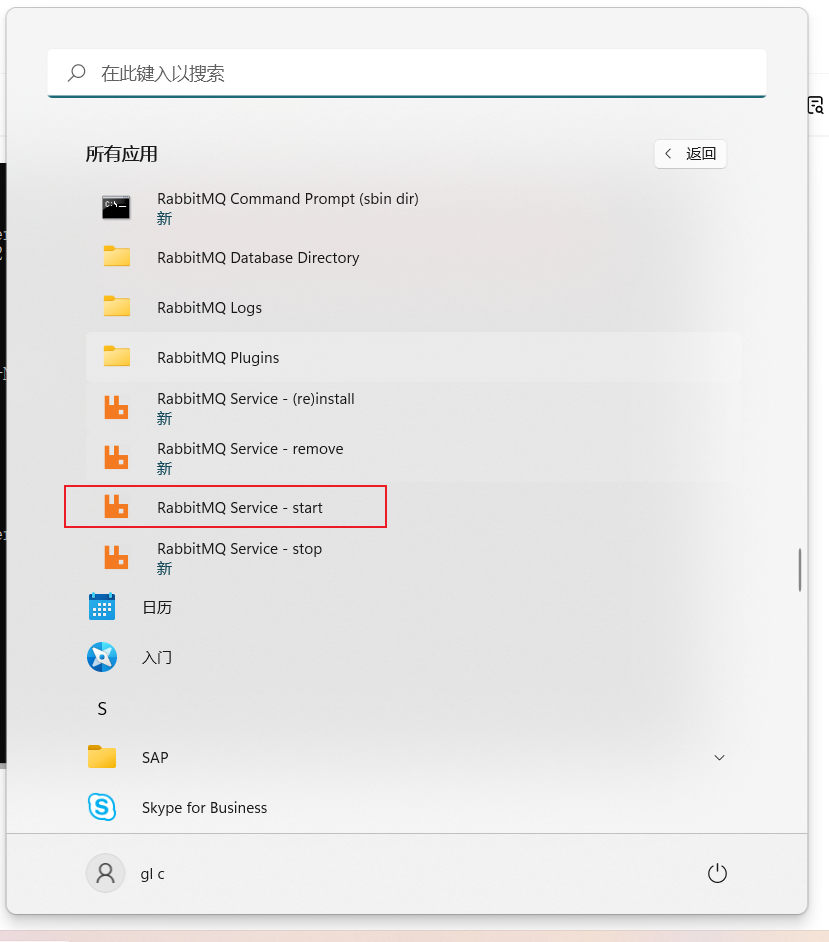 在此键入以搜索
所有应用
返回
RabbitMQ Command Prompt (sbin dir)
新
RabbitMQ Database Directory
RabbitMQ Logs
RabbitMQ Plugins
RabbitMQ Service - (re)install
新
RabbitMQ Service - remove
新
RabbitMQ Service - start
RabbitMQ Service - stop
新
日历
入门
S
SAP
Skype for Business
gl c